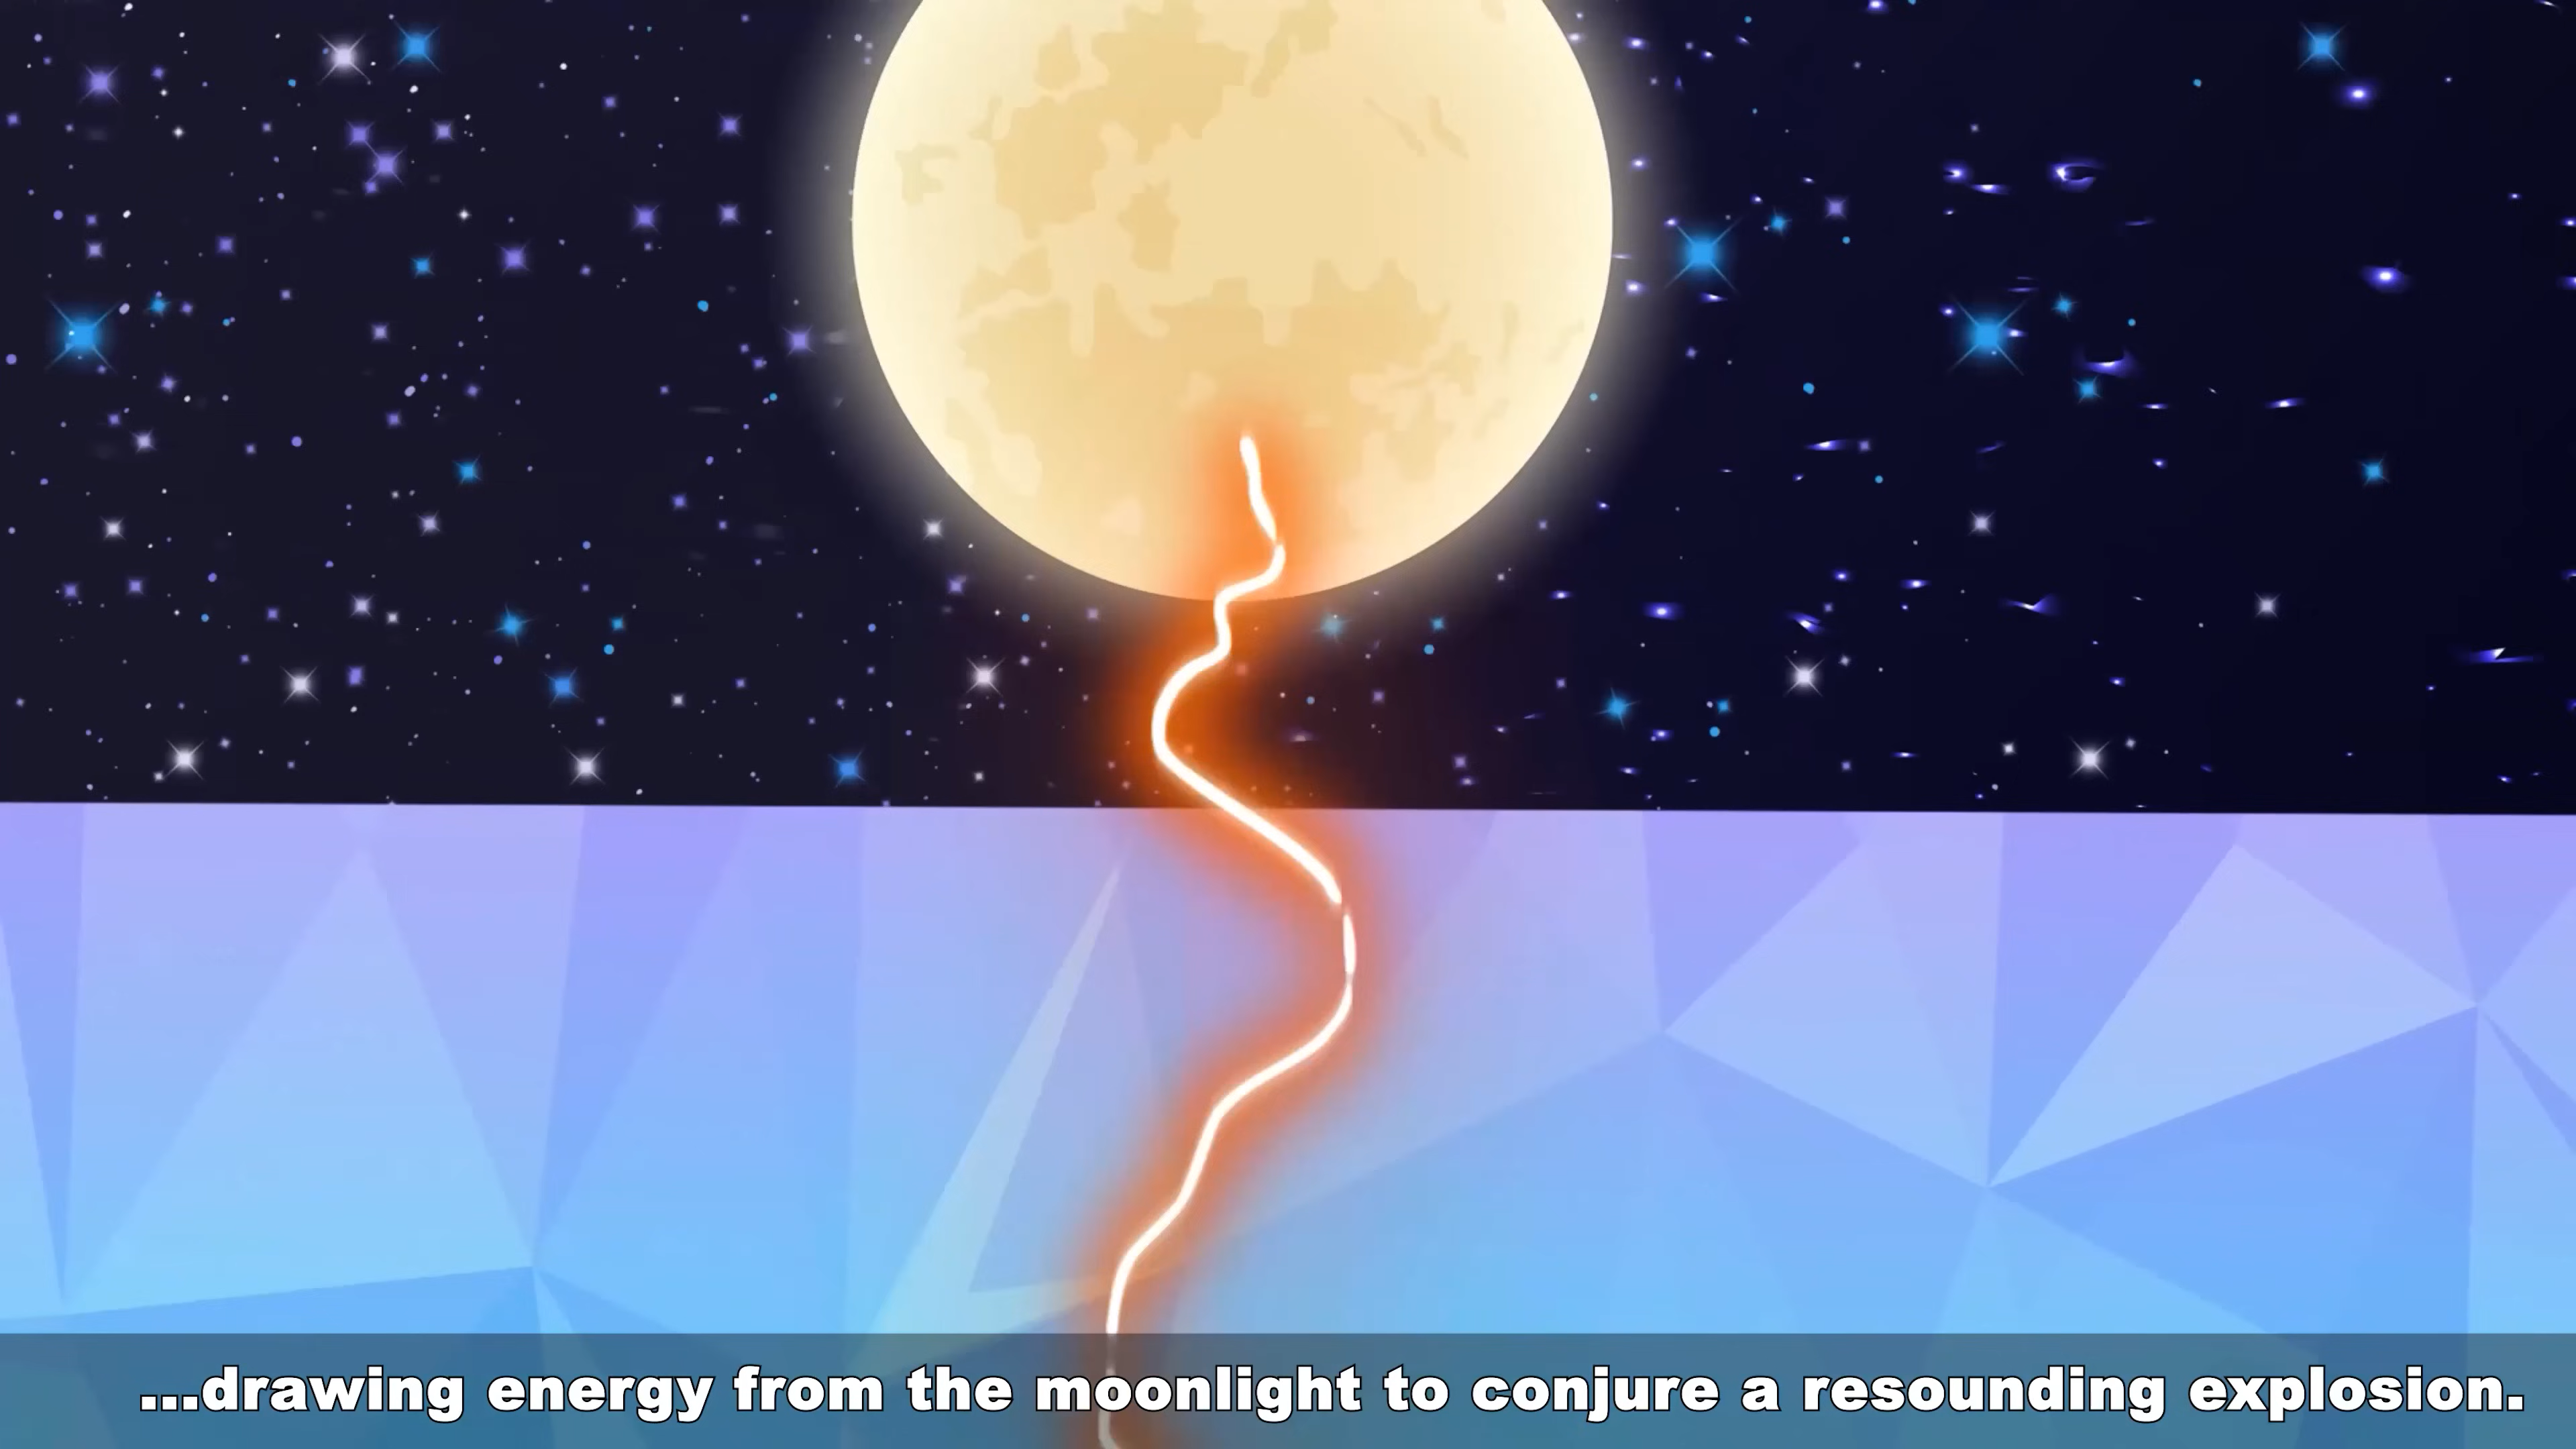 ...drawing energy from the moonlight to conjure a resounding explosion.